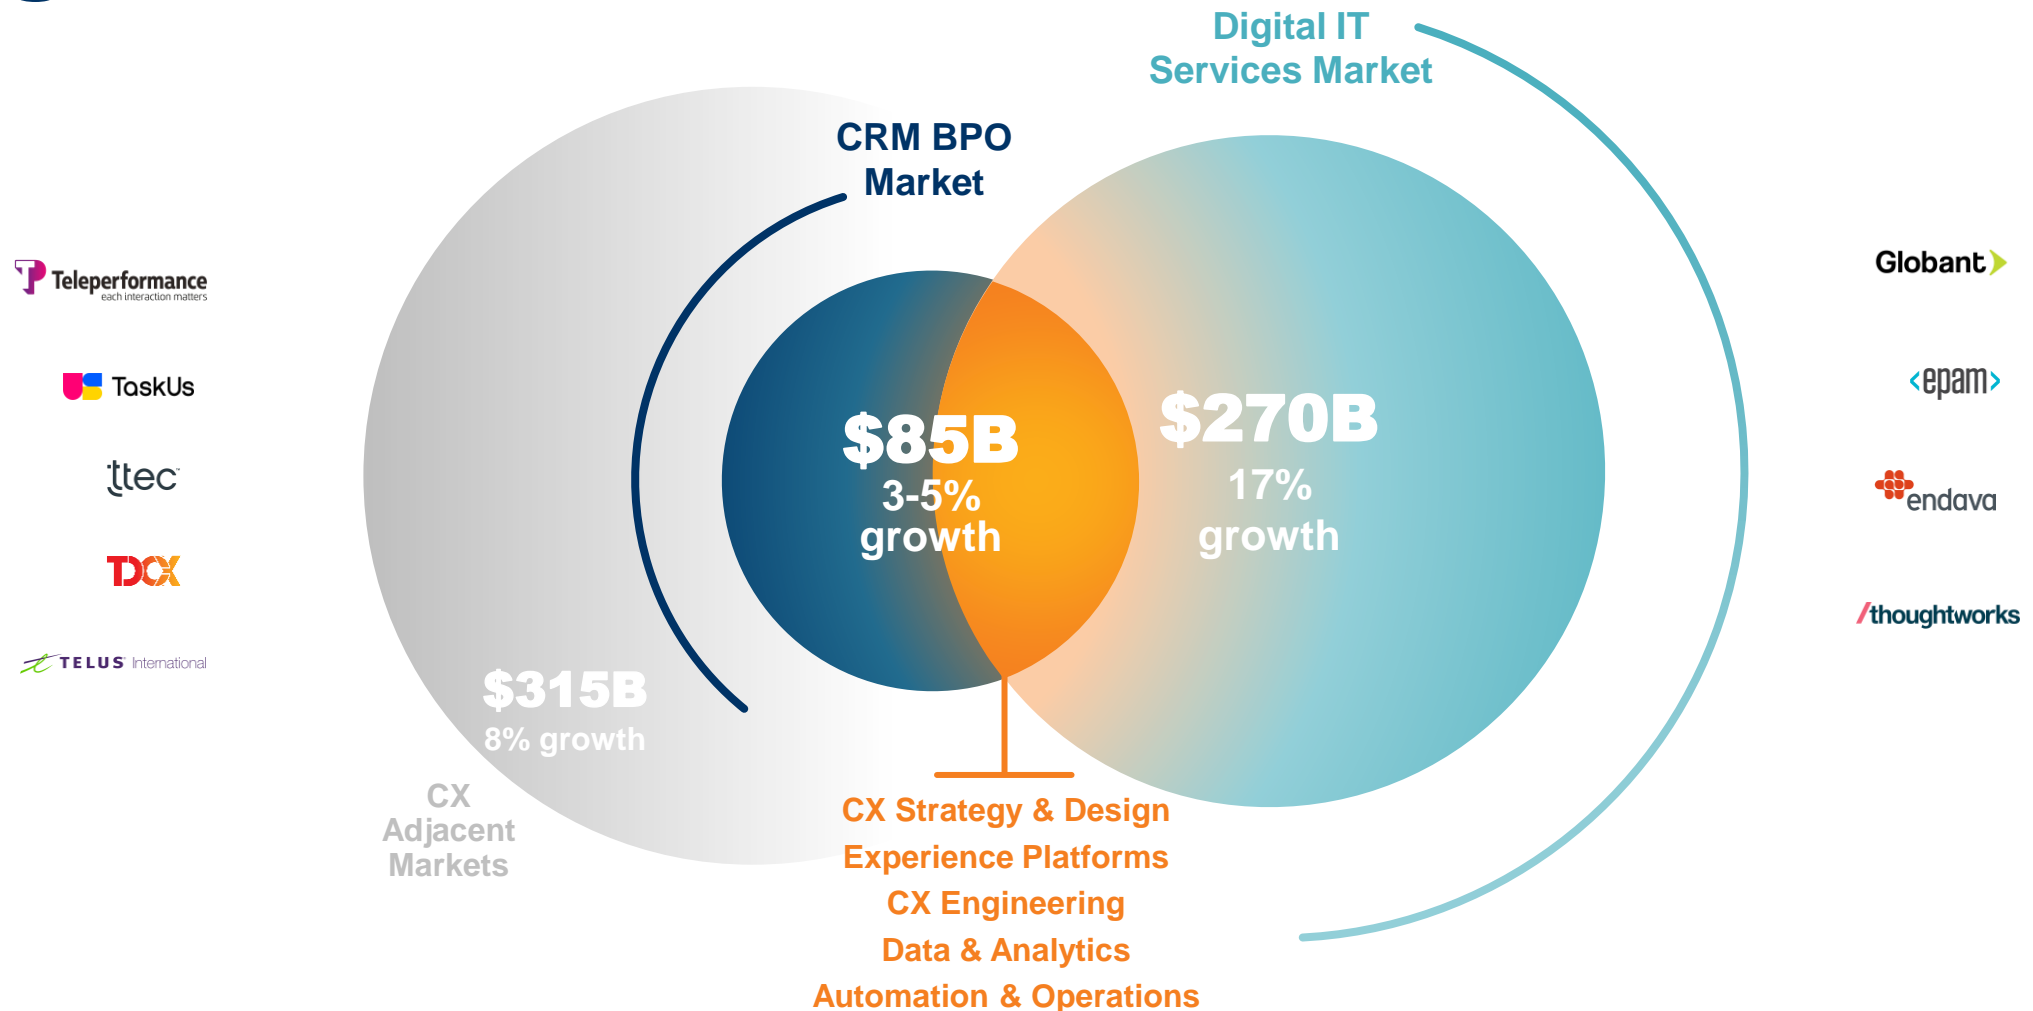 Digital IT
Services Market
CRM BPO
Market
Teleperformance
each interaction matters
TaskUs
ttec
TDCX
TELUS International
Globant
<epam>
endava
/thoughtworks
$85B
3-5%
growth
$270B
17%
growth
$315B
8% growth
CX
Adjacent
Markets
CX Strategy & Design
Experience Platforms
CX Engineering
Data & Analytics
Automation & Operations